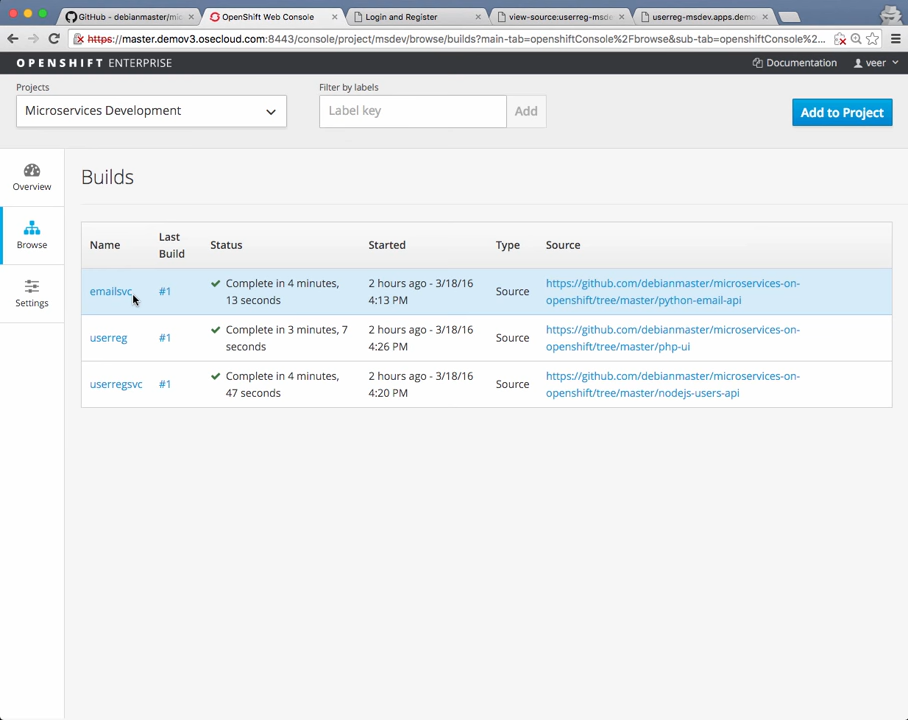 GitHub - debianmaster/mic
OpenShift Web Console
Login and Register
view-source:userreg-msde
userreg-msdev.apps.demo
https://master.demov3.osecloud.com:8443/console/project/msdev/browse/builds?main-tab=openshiftConsole%2Fbrowse&sub-tab=openshiftConsole%2...
OPENSHIFT ENTERPRISE
Documentation
veer
Projects
Filter by labels
Microservices Development
Label key
Add
Add to Project
Overview
Browse
Settings
Builds
Name
Last
Build
Status
Started
Type
Source
emailsvc
#1
Complete in 4 minutes,
13 seconds
2 hours ago - 3/18/16
4:13 PM
Source
https://github.com/debianmaster/microservices-on-
openshift/tree/master/python-email-api
userreg
#1
Complete in 3 minutes, 7
seconds
2 hours ago - 3/18/16
4:26 PM
Source
https://github.com/debianmaster/microservices-on-
openshift/tree/master/php-ui
userregsvc
#1
Complete in 4 minutes,
47 seconds
2 hours ago - 3/18/16
4:20 PM
Source
https://github.com/debianmaster/microservices-on-
openshift/tree/master/nodejs-users-api